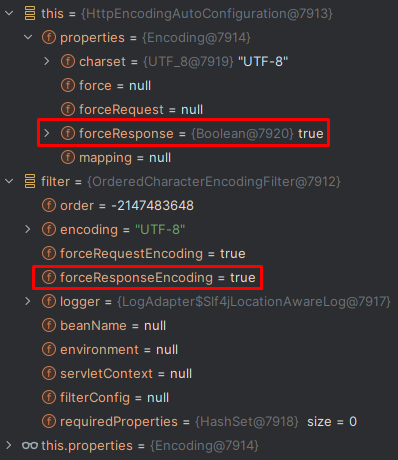 this = {HttpEncodingAutoConfiguration@7913}
properties = {Encoding@7914}
charset = {UTF_8@7919} "UTF-8"
force = null
forceRequest = null
forceResponse = {Boolean@7920} true
mapping = null
filter = {OrderedCharacterEncodingFilter@7912}
order = -2147483648
encoding = "UTF-8"
forceRequestEncoding = true
forceResponseEncoding = true
logger = {LogAdapter$Slf4jLocationAwareLog@7917}
beanName = null
environment = null
servletContext = null
filterConfig = null
requiredProperties = {HashSet@7918} size = 0
this.properties = {Encoding@7914}